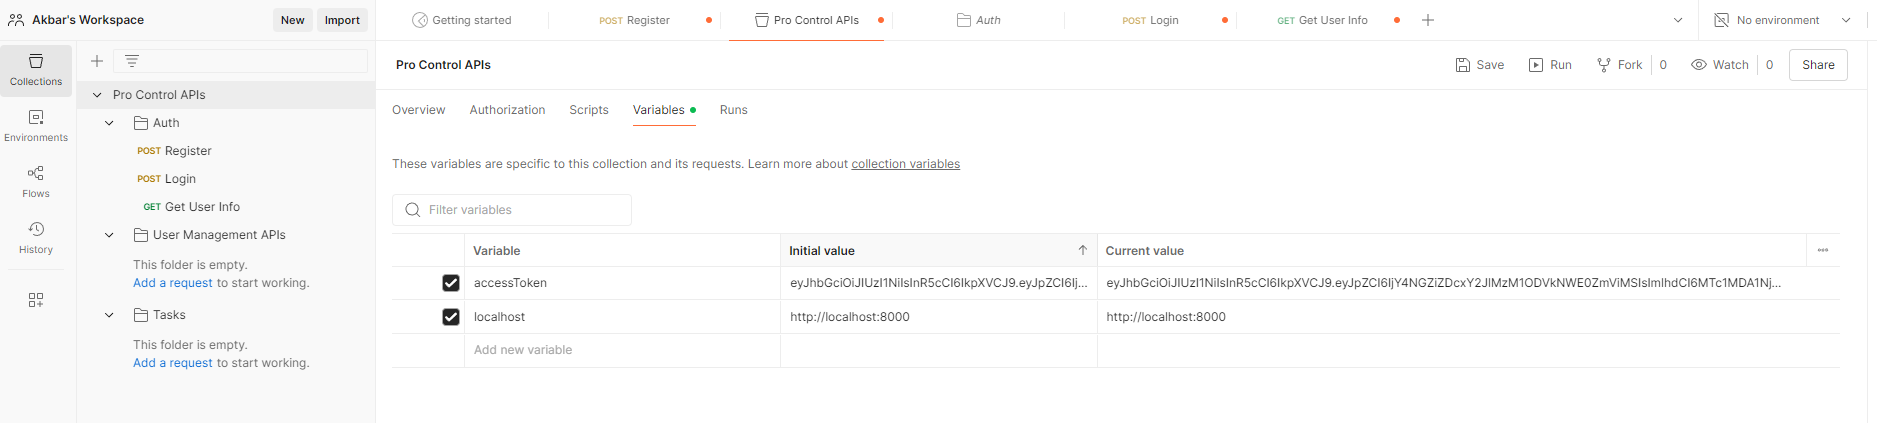 Akbar's Workspace
New
Import
Getting started
POST Register
Pro Control APIs
Auth
POST Login
GET Get User Info
No environment
Collections
Environments
Flows
History
Pro Control APIs
Auth
POST Register
POST Login
GET Get User Info
User Management APIs
This folder is empty.
Add a request to start working.
Tasks
This folder is empty.
Add a request to start working.
Pro Control APIs
Save
Run
Fork 0
Watch 0
Share
Overview
Authorization
Scripts
Variables
Runs
These variables are specific to this collection and its requests. Learn more about collection variables
Filter variables
Variable Initial value Current value
accessToken eyJhbGciOiJIUzI1NiIsInR5cCI6IkpXVCJ9.eyJpZCI6Ij... eyJhbGciOiJIUzI1NiIsInR5cCI6IkpXVCJ9.eyJpZCI6IjY4NGZiZDcxY2JlMzM1ODVkNWE0ZmViMSIsImlhdCI6MTc1MDA1Nj...
localhost http://localhost:8000 http://localhost:8000
Add new variable